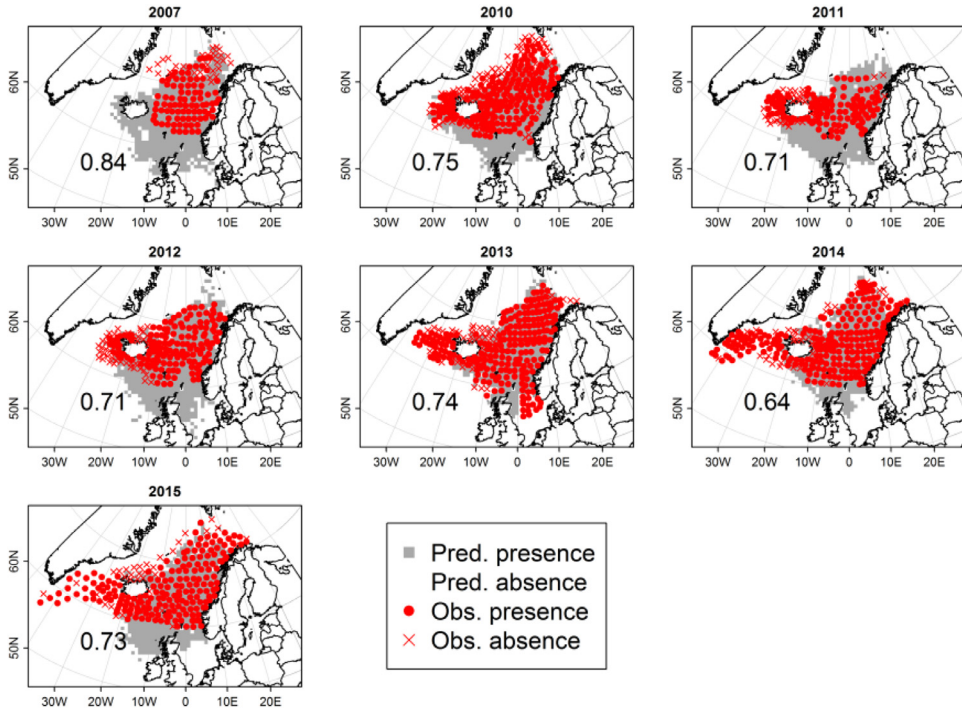 2007
60N
50N
0.84
30W 20W 10W 0 10E 20E
2010
60N
50N
0.75
30W 20W 10W 0 10E 20E
2011
60N
50N
0.71
30W 20W 10W 0 10E 20E
2012
60N
50N
0.71
30W 20W 10W 0 10E 20E
2013
60N
50N
0.74
30W 20W 10W 0 10E 20E
2014
60N
50N
0.64
30W 20W 10W 0 10E 20E
2015
60N
50N
0.73
30W 20W 10W 0 10E 20E
Pred. presence
Pred. absence
Obs. presence
Obs. absence